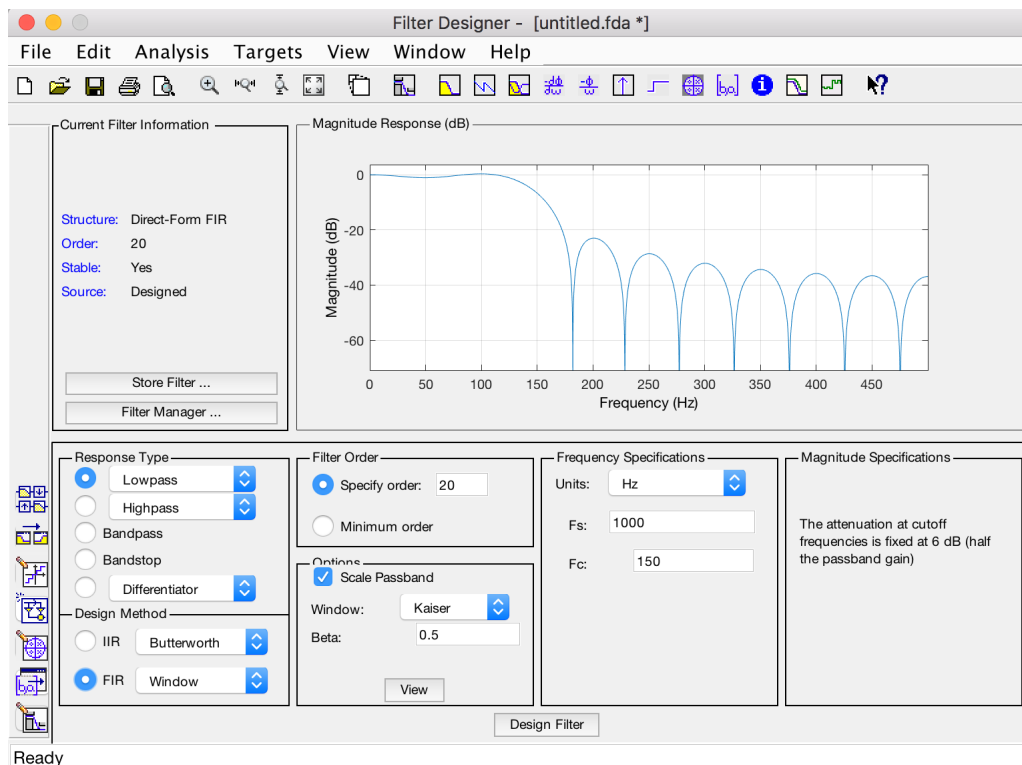 Filter Designer - [untitled.fda *]
File Edit Analysis Targets View Window Help
Current Filter Information
Structure: Direct-Form FIR
Order: 20
Stable: Yes
Source: Designed
Store Filter ...
Filter Manager ...
Magnitude Response (dB)
Magnitude (dB)
0
-20
-40
-60
0 50 100 150 200 250 300 350 400 450
Frequency (Hz)
Response Type
Lowpass
Highpass
Bandpass
Bandstop
Differentiator
Design Method
IIR Butterworth
FIR Window
Filter Order
Specify order: 20
Minimum order
Options
Scale Passband
Window: Kaiser
Beta: 0.5
View
Frequency Specifications
Units: Hz
Fs: 1000
Fc: 150
Magnitude Specifications
The attenuation at cutoff
frequencies is fixed at 6 dB (half
the passband gain)
Design Filter
Ready